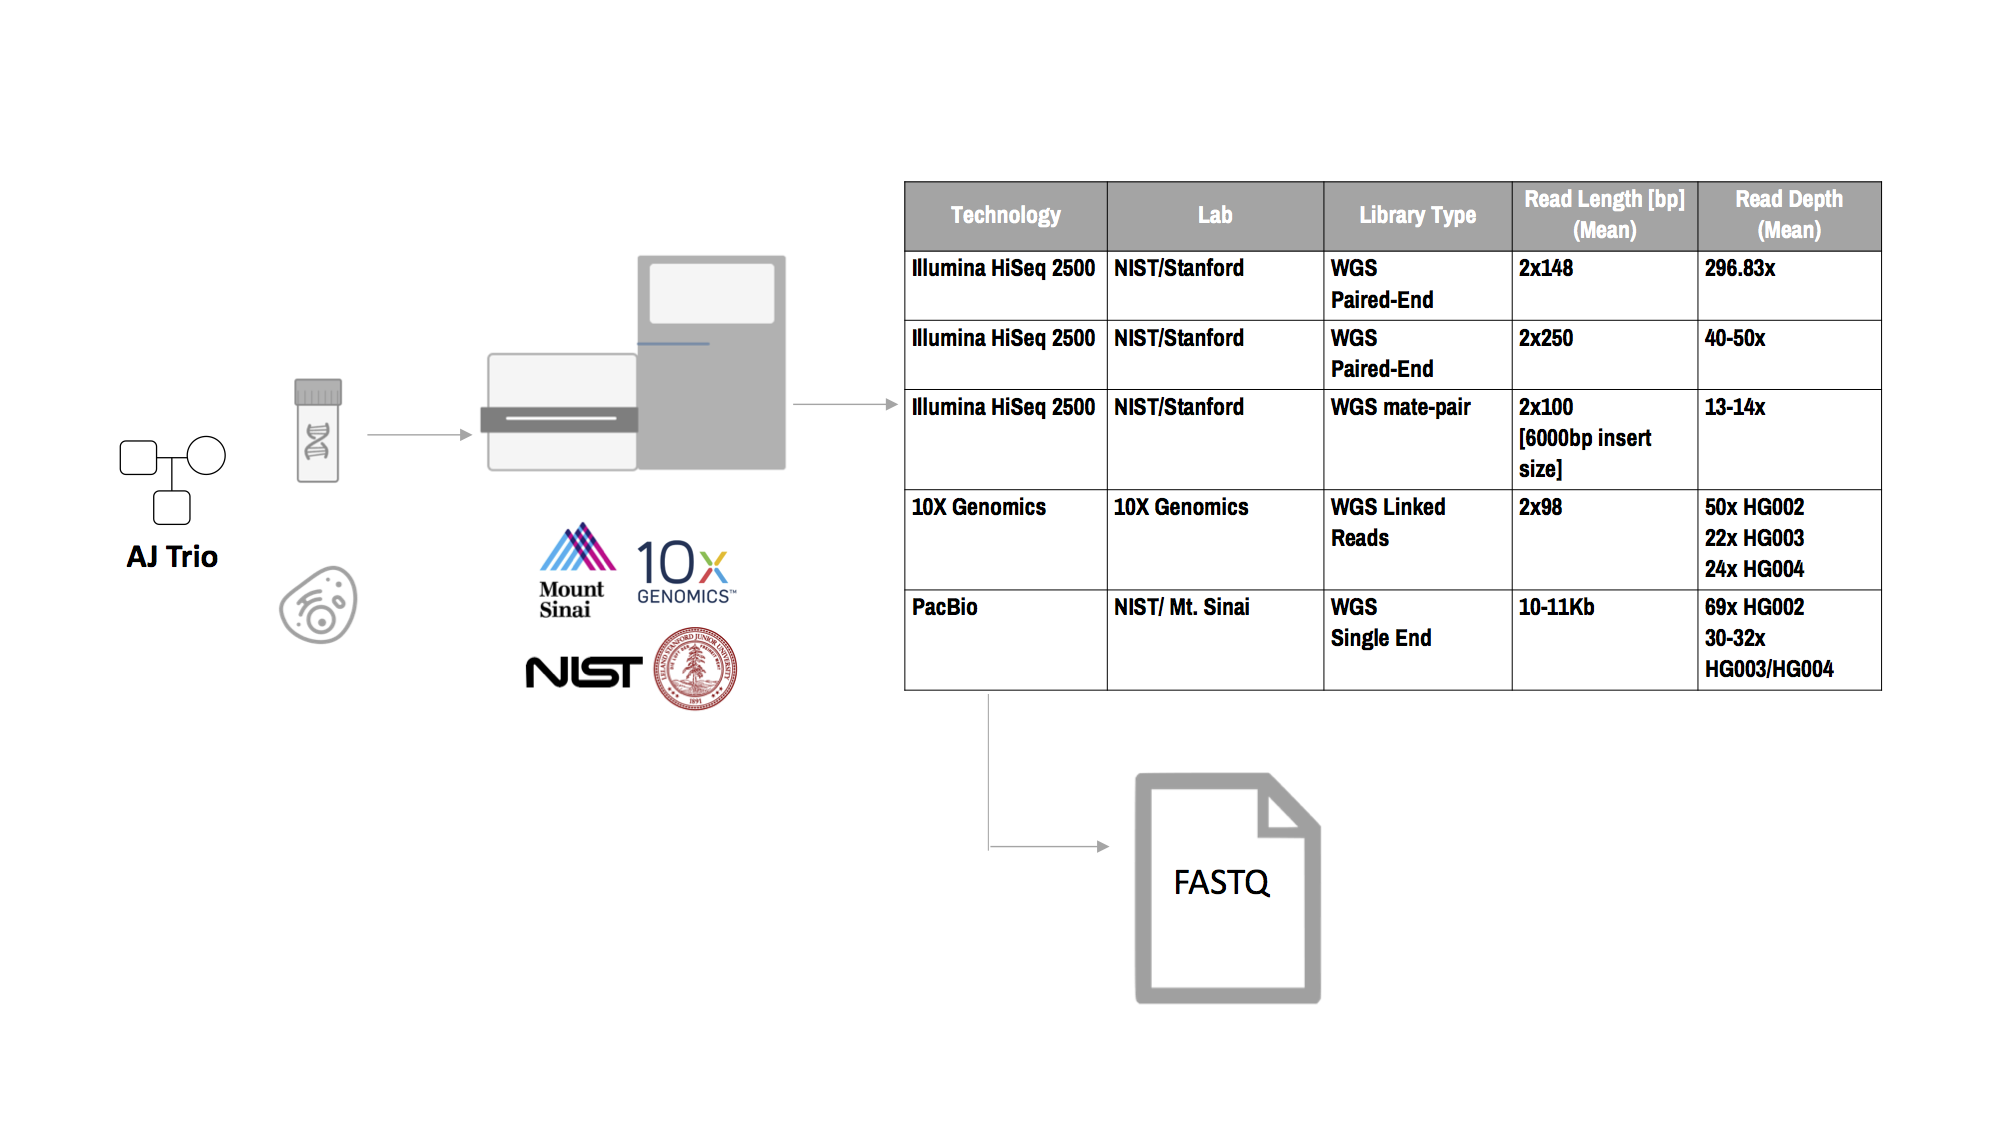 AJ Trio
Mount
Sinai
10x
GENOMICS™
NIST
1891
Technology
Lab
Library Type
Read Length [bp]
(Mean)
Read Depth
(Mean)
Illumina HiSeq 2500
NIST/Stanford
WGS
Paired-End
2x148
296.83x
Illumina HiSeq 2500
NIST/Stanford
WGS
Paired-End
2x250
40-50x
Illumina HiSeq 2500
NIST/Stanford
WGS mate-pair
2x100
[6000bp insert
size]
13-14x
10X Genomics
10X Genomics
WGS Linked
Reads
2x98
50x HG002
22x HG003
24x HG004
PacBio
NIST/ Mt. Sinai
WGS
Single End
10-11Kb
69x HG002
30-32x
HG003/HG004
FASTQ